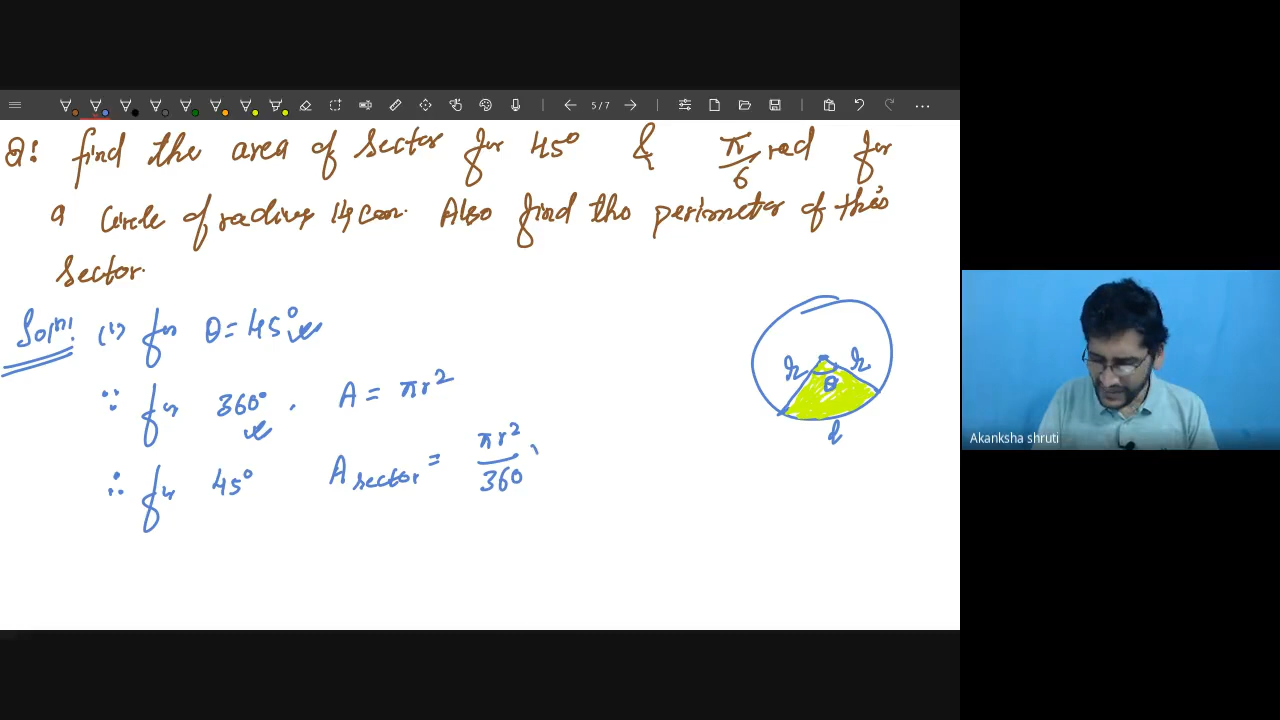 5/7
Q: find the area of sector for 45° & π/6 rad for
a circle of radius 14 cm. Also find the perimeter of this
sector.
Soln: (i) for θ = 45°
∵ for 360°, A = πr²
∴ for 45° A sector = πr²/360
r r
θ
l
Akanksha shruti